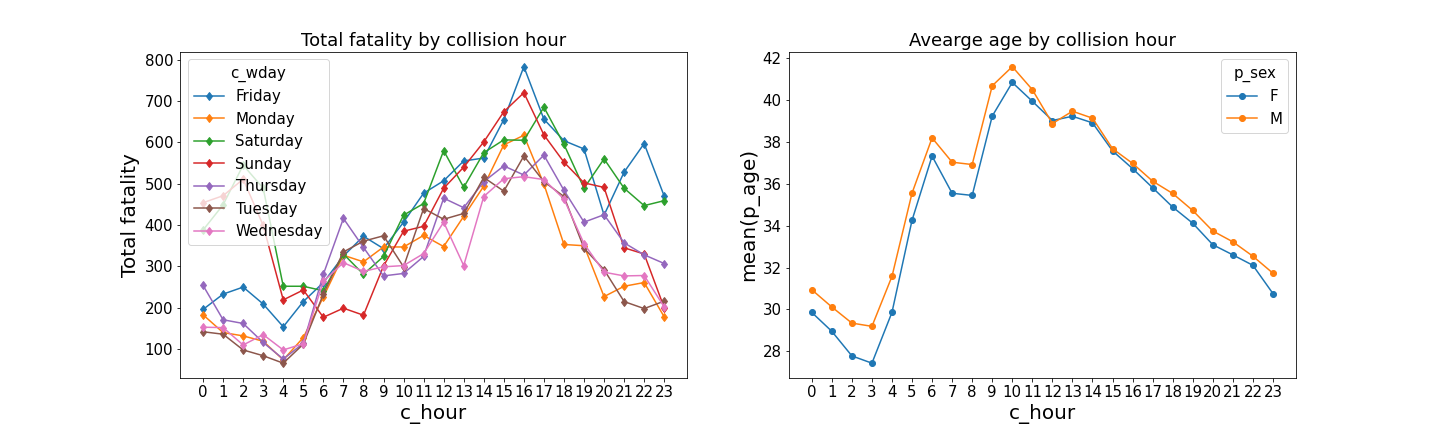 Total fatality by collision hour
Total fatality
800
700
600
500
400
300
200
100
c_wday
Friday
Monday
Saturday
Sunday
Thursday
Tuesday
Wednesday
0 1 2 3 4 5 6 7 8 9 10 11 12 13 14 15 16 17 18 19 20 21 22 23
c_hour
Avearge age by collision hour
mean(p_age)
42
40
38
36
34
32
30
28
p_sex
F
M
0 1 2 3 4 5 6 7 8 9 10 11 12 13 14 15 16 17 18 19 20 21 22 23
c_hour